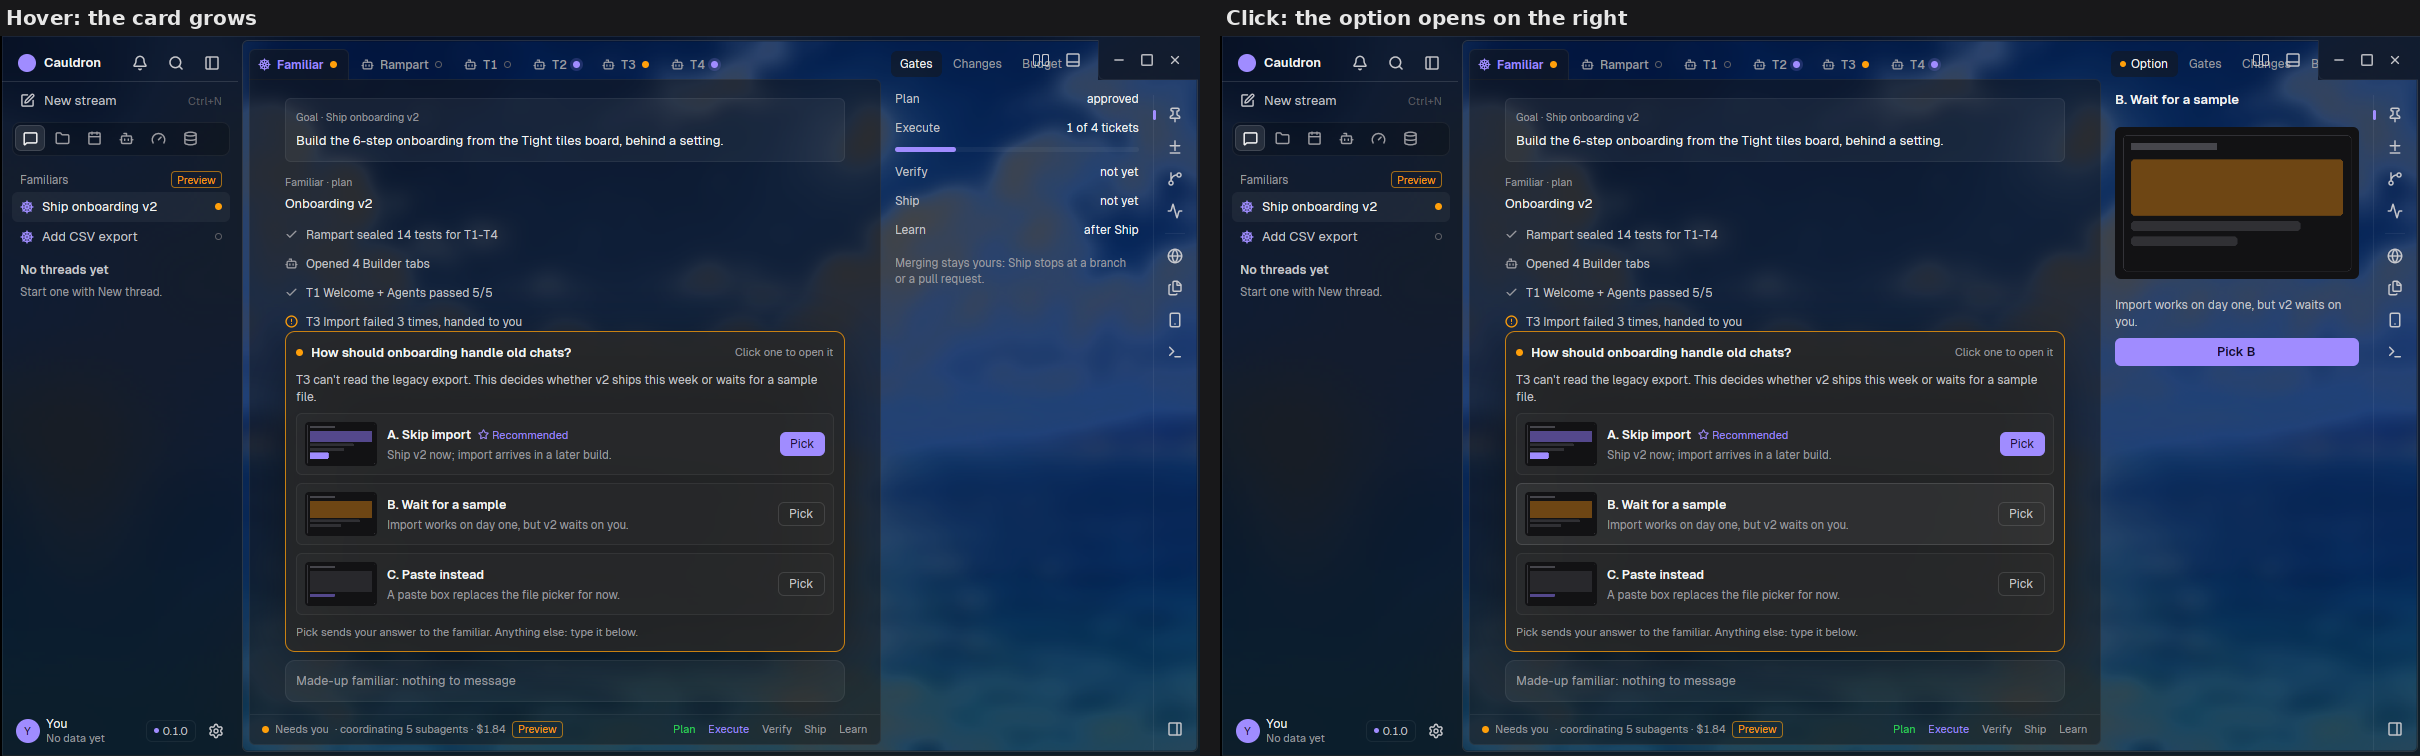 Hover: the card grows
Cauldron
New stream Ctrl+N
Familiars Preview
Ship onboarding v2
Add CSV export
No threads yet
Start one with New thread.
Y You
No data yet
0.1.0
Familiar Rampart T1 T2 T3 T4
Goal · Ship onboarding v2
Build the 6-step onboarding from the Tight tiles board, behind a setting.
Familiar · plan
Onboarding v2
Rampart sealed 14 tests for T1-T4
Opened 4 Builder tabs
T1 Welcome + Agents passed 5/5
T3 Import failed 3 times, handed to you
How should onboarding handle old chats? Click one to open it
T3 can't read the legacy export. This decides whether v2 ships this week or waits for a sample
file.
A. Skip import Recommended
Ship v2 now; import arrives in a later build.
Pick
B. Wait for a sample
Import works on day one, but v2 waits on you.
Pick
C. Paste instead
A paste box replaces the file picker for now.
Pick
Pick sends your answer to the familiar. Anything else: type it below.
Made-up familiar: nothing to message
Needs you · coordinating 5 subagents · $1.84 Preview Plan Execute Verify Ship Learn
Gates Changes Budget
Plan approved
Execute 1 of 4 tickets
Verify not yet
Ship not yet
Learn after Ship
Merging stays yours: Ship stops at a branch
or a pull request.
Click: the option opens on the right
Cauldron
New stream Ctrl+N
Familiars Preview
Ship onboarding v2
Add CSV export
No threads yet
Start one with New thread.
Y You
No data yet
0.1.0
Familiar Rampart T1 T2 T3 T4
Goal · Ship onboarding v2
Build the 6-step onboarding from the Tight tiles board, behind a setting.
Familiar · plan
Onboarding v2
Rampart sealed 14 tests for T1-T4
Opened 4 Builder tabs
T1 Welcome + Agents passed 5/5
T3 Import failed 3 times, handed to you
How should onboarding handle old chats? Click one to open it
T3 can't read the legacy export. This decides whether v2 ships this week or waits for a sample
file.
A. Skip import Recommended
Ship v2 now; import arrives in a later build.
Pick
B. Wait for a sample
Import works on day one, but v2 waits on you.
Pick
C. Paste instead
A paste box replaces the file picker for now.
Pick
Pick sends your answer to the familiar. Anything else: type it below.
Made-up familiar: nothing to message
Needs you · coordinating 5 subagents · $1.84 Preview Plan Execute Verify Ship Learn
Option Gates Changes B
B. Wait for a sample
Import works on day one, but v2 waits on
you.
Pick B